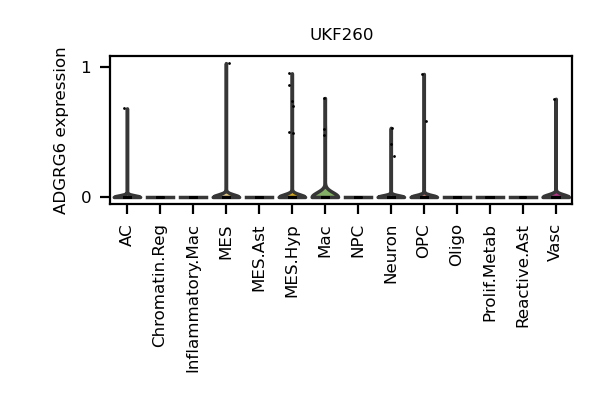 UKF260
ADGRG6 expression
1
0
AC
Chromatin.Reg
Inflammatory.Mac
MES
MES.Ast
MES.Hyp
Mac
NPC
Neuron
OPC
Oligo
Prolif.Metab
Reactive.Ast
Vasc